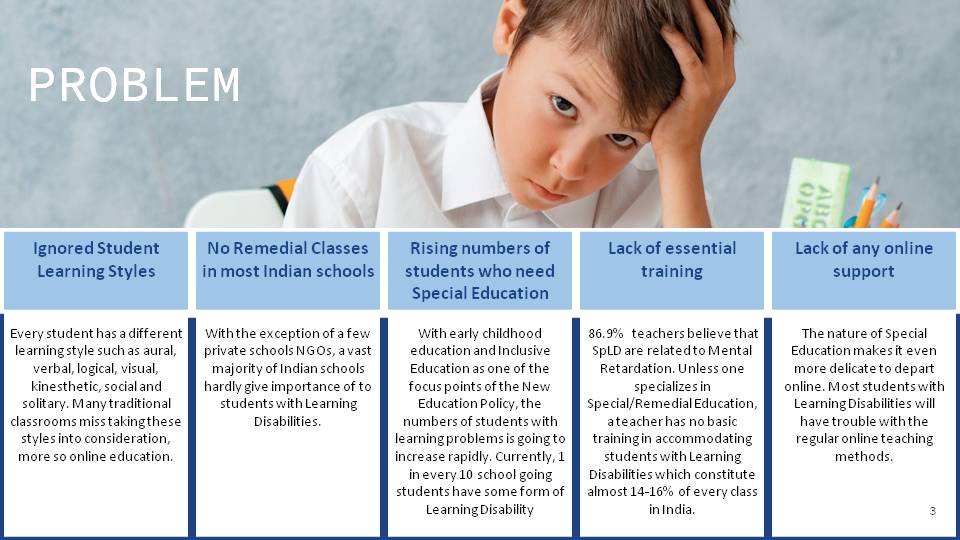 PROBLEM
Ignored Student
Learning Styles
Every student has a different
learning style such as aural,
verbal, logical, visual,
kinesthetic, social and
solitary. Many traditional
classrooms miss taking these
styles into consideration,
more so online education.
No Remedial Classes
in most Indian schools
With the exception of a few
private schools NGOs, a vast
majority of Indian schools
hardly give importance of to
students with Learning
Disabilities.
Rising numbers of
students who need
Special Education
With early childhood
education and Inclusive
Education as one of the
focus points of the New
Education Policy, the
numbers of students with
learning problems is going to
increase rapidly. Currently, 1
in every 10 school going
students have some form of
Learning Disability
Lack of essential
training
86.9% teachers believe that
SpLD are related to Mental
Retardation. Unless one
specializes in
Special/Remedial Education,
a teacher has no basic
training in accommodating
students with Learning
Disabilities which constitute
almost 14-16% of every class
in India.
Lack of any online
support
The nature of Special
Education makes it even
more delicate to depart
online. Most students with
Learning Disabilities will
have trouble with the
regular online teaching
methods.
3